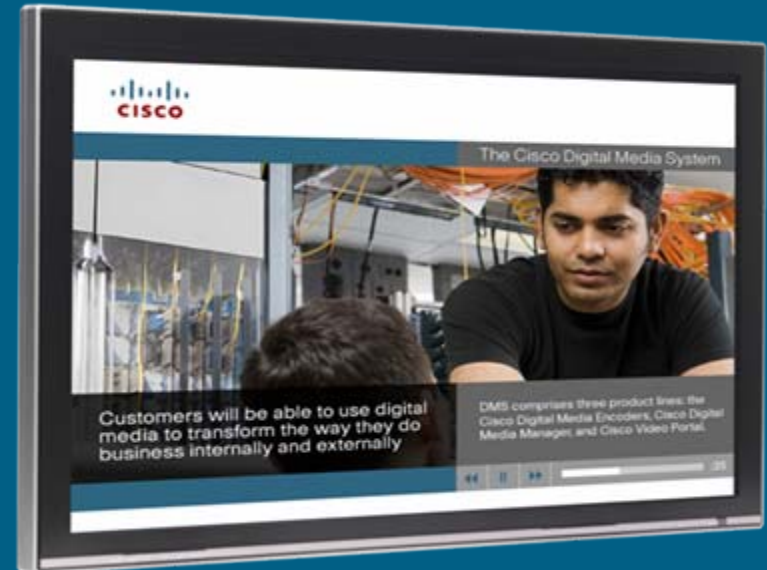 CISCO
The Cisco Digital Media System
Customers will be able to use digital
media to transform the way they do
business internally and externally
DMS comprises three product lines: the
Cisco Digital Media Encoders, Cisco Digital
Media Manager, and Cisco Video Portal.